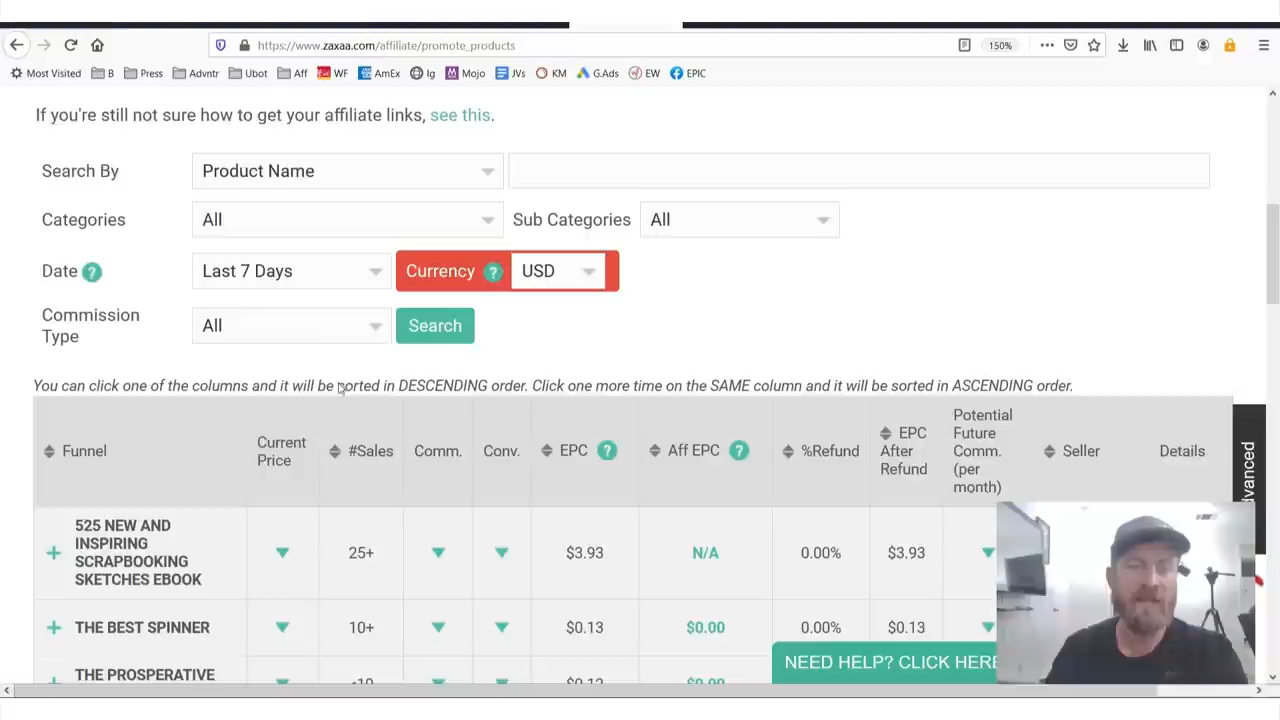 https://www.zaxaa.com/affiliate/promote_products
150%
Most Visited B Press Advntr Ubot Aff WF AmEx Ig Mojo JVs KM G.Ads EW EPIC
If you're still not sure how to get your affiliate links, see this.
Search By Product Name
Categories All Sub Categories All
Date ? Last 7 Days Currency ? USD
Commission Type All Search
You can click one of the columns and it will be sorted in DESCENDING order. Click one more time on the SAME column and it will be sorted in ASCENDING order.
Funnel
Current Price
#Sales
Comm.
Conv.
EPC ?
Aff EPC ?
%Refund
EPC After Refund
Potential Future Comm. (per month)
Seller
Details
525 NEW AND INSPIRING SCRAPBOOKING SKETCHES EBOOK 25+ $3.93 N/A 0.00% $3.93
THE BEST SPINNER 10+ $0.13 $0.00 0.00% $0.13
THE PROSPERATIVE
NEED HELP? CLICK HERE